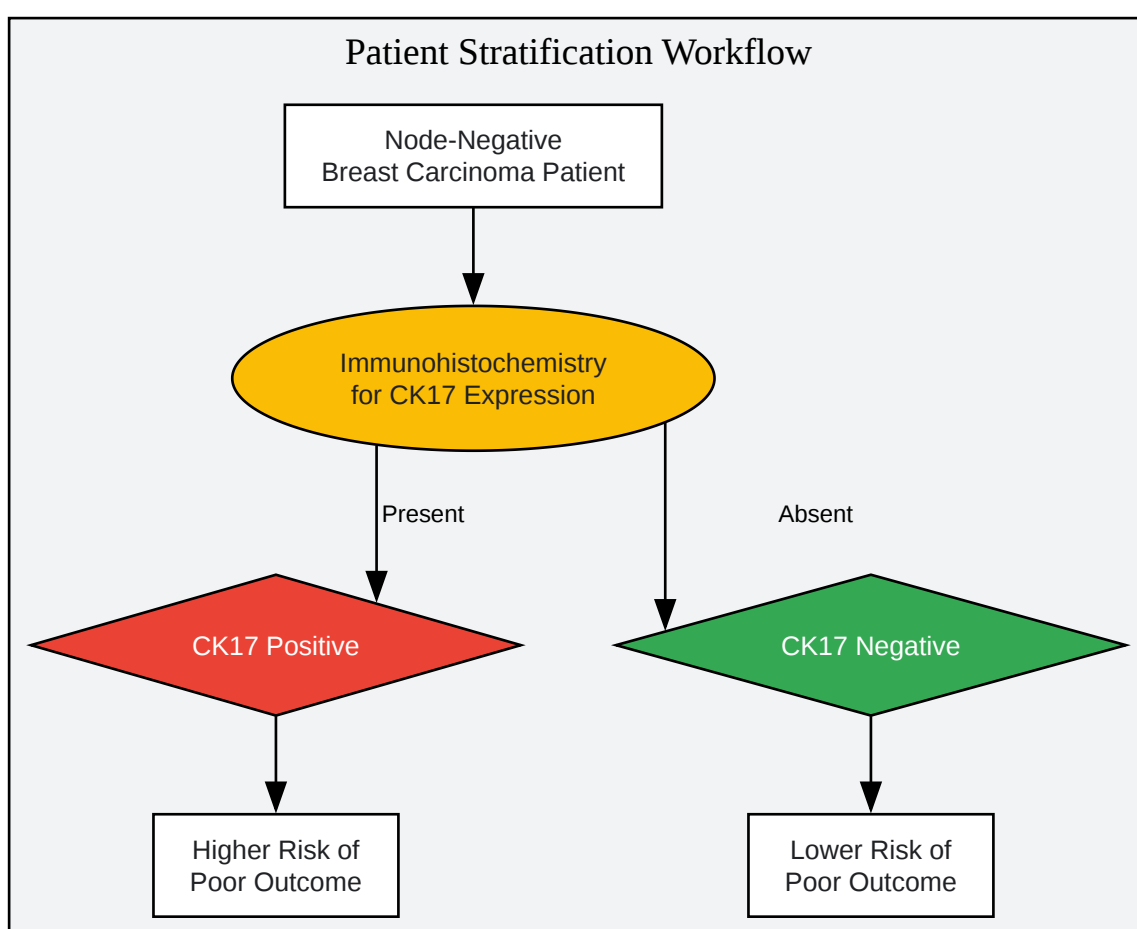 Patient Stratification Workflow
Node-Negative
Breast Carcinoma Patient
Immunohistochemistry
for CK17 Expression
Present
Absent
CK17 Positive
CK17 Negative
Higher Risk of
Poor Outcome
Lower Risk of
Poor Outcome